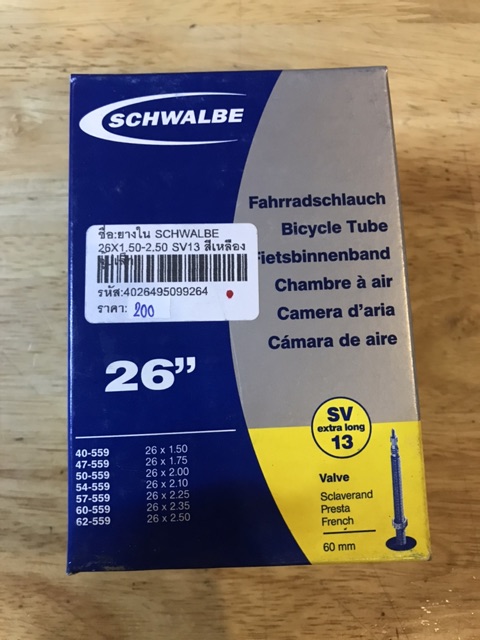 SCHWALBE
Fahrradschlauch
Bicycle Tube
Fietsbinnenband
Chambre à air
Camera d'aria
Cámara de aire
ชื่อ:ยางใน SCHWALBE
26X1.50-2.50 SV13 สีเหลือง
รหัส:4026495099264
ราคา: 200
26"
SV
extra long
13
40-559 26 x 1.50
47-559 26 x 1.75
50-559 26 x 2.00
54-559 26 x 2.10
57-559 26 x 2.25
60-559 26 x 2.35
62-559 26 x 2.50
Valve
Sclaverand
Presta
French
60 mm